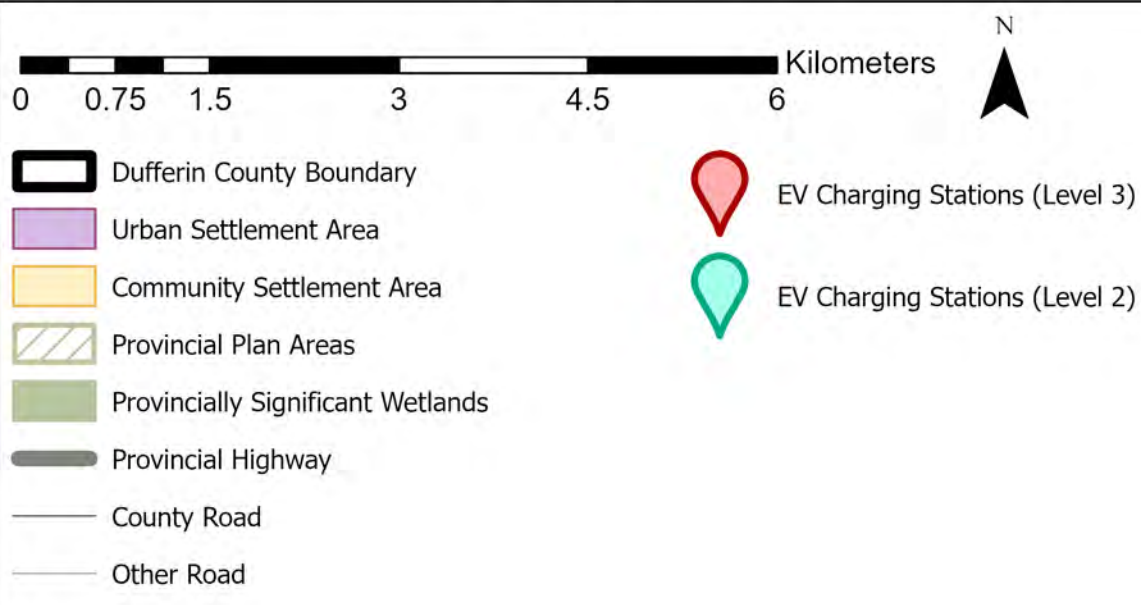 N
Kilometers
0 0.75 1.5 3 4.5 6
Dufferin County Boundary
Urban Settlement Area
Community Settlement Area
Provincial Plan Areas
Provincially Significant Wetlands
Provincial Highway
County Road
Other Road
EV Charging Stations (Level 3)
EV Charging Stations (Level 2)